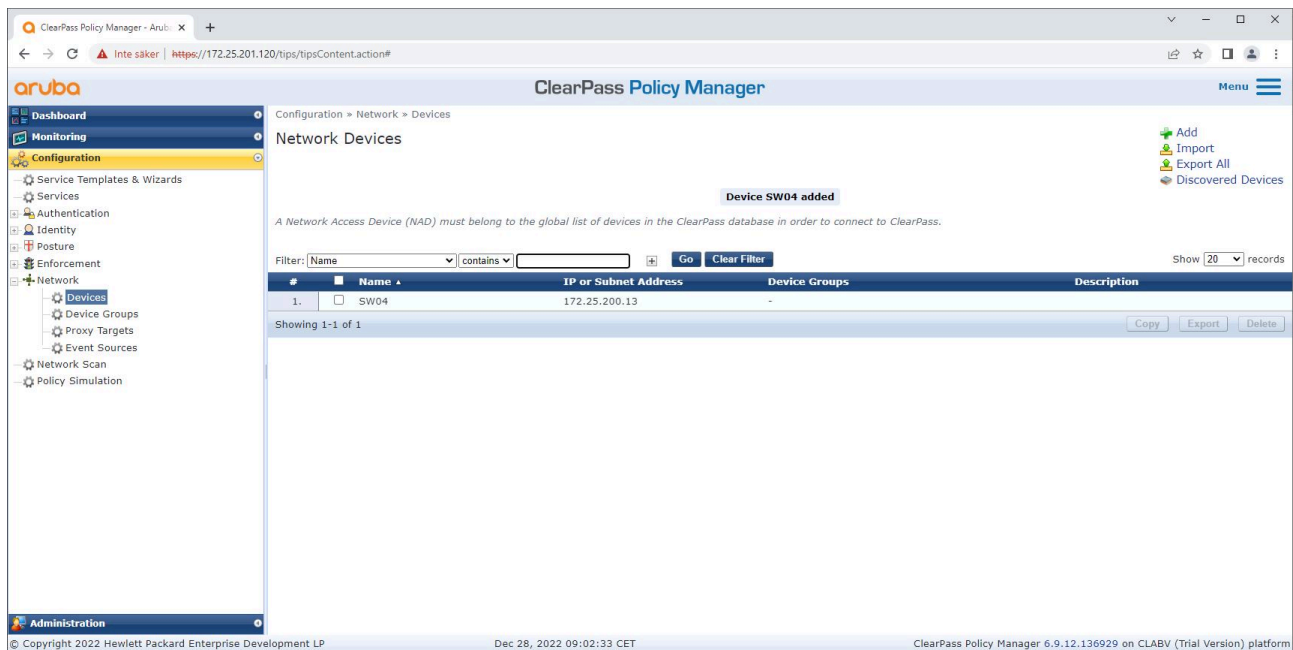 ClearPass Policy Manager - Arub
Inte säker | https://172.25.201.120/tips/tipsContent.action#
aruba
ClearPass Policy Manager
Menu
Dashboard
Monitoring
Configuration
Service Templates & Wizards
Services
Authentication
Identity
Posture
Enforcement
Network
Devices
Device Groups
Proxy Targets
Event Sources
Network Scan
Policy Simulation
Administration
Configuration » Network » Devices
Network Devices
Add
Import
Export All
Discovered Devices
Device SW04 added
A Network Access Device (NAD) must belong to the global list of devices in the ClearPass database in order to connect to ClearPass.
Filter: Name contains Go Clear Filter Show 20 records
# Name IP or Subnet Address Device Groups Description
1. SW04 172.25.200.13 -
Showing 1-1 of 1 Copy Export Delete
© Copyright 2022 Hewlett Packard Enterprise Development LP Dec 28, 2022 09:02:33 CET ClearPass Policy Manager 6.9.12.136929 on CLABV (Trial Version) platform